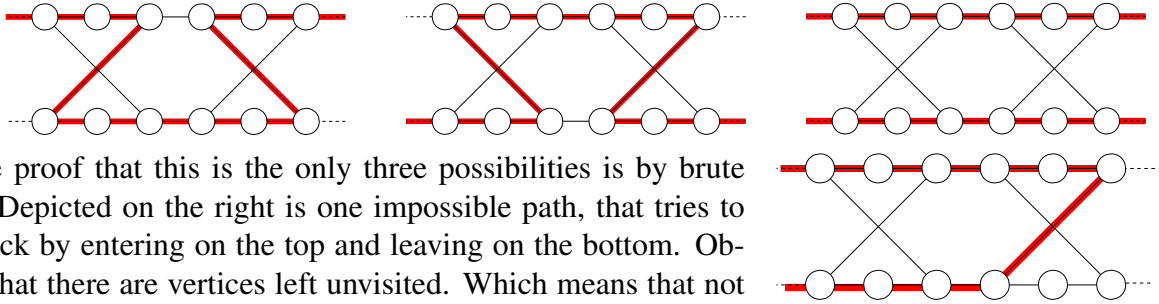 e proof that this is the only three possibilities is by brute
Depicted on the right is one impossible path, that tries to
ck by entering on the top and leaving on the bottom. Ob-
hat there are vertices left unvisited. Which means that not